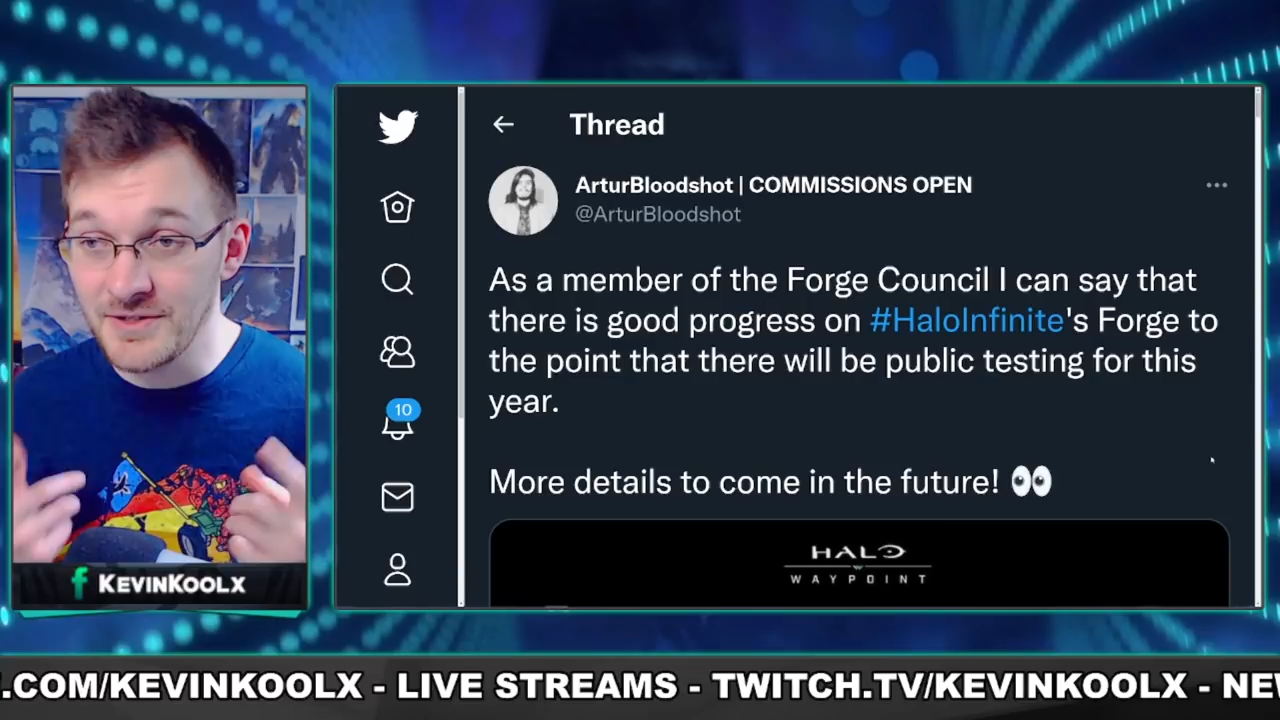 Thread
ArturBloodshot | COMMISSIONS OPEN
@ArturBloodshot
As a member of the Forge Council I can say that
there is good progress on #HaloInfinite's Forge to
the point that there will be public testing for this
year.
More details to come in the future! 👀
10
HALO
WAYPOINT
KEVINKOOLX
.COM/KEVINKOOLX - LIVE STREAMS - TWITCH.TV/KEVINKOOLX -